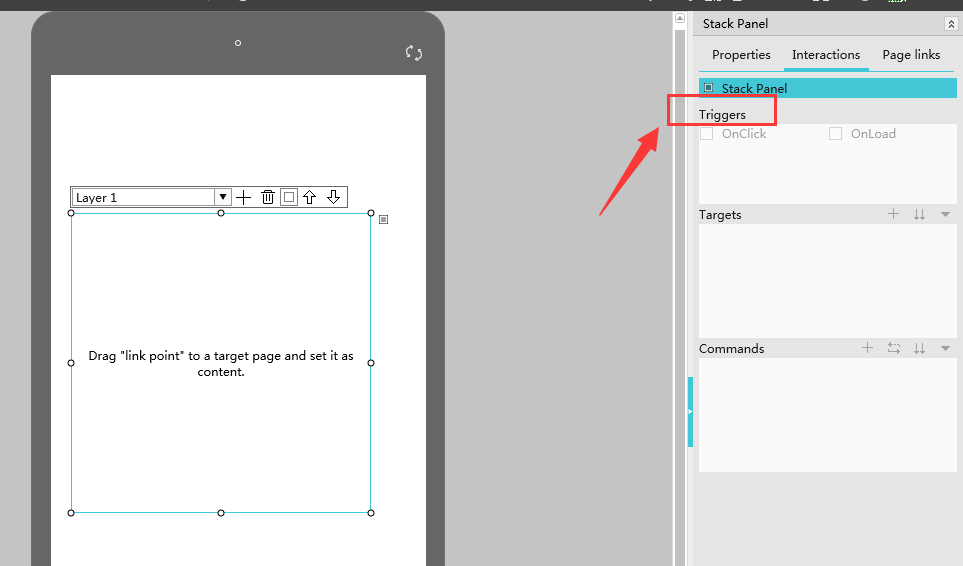 Stack Panel
Properties Interactions Page links
Stack Panel
Triggers
OnClick OnLoad
Layer 1
Targets
Drag "link point" to a target page and set it as
content.
Commands